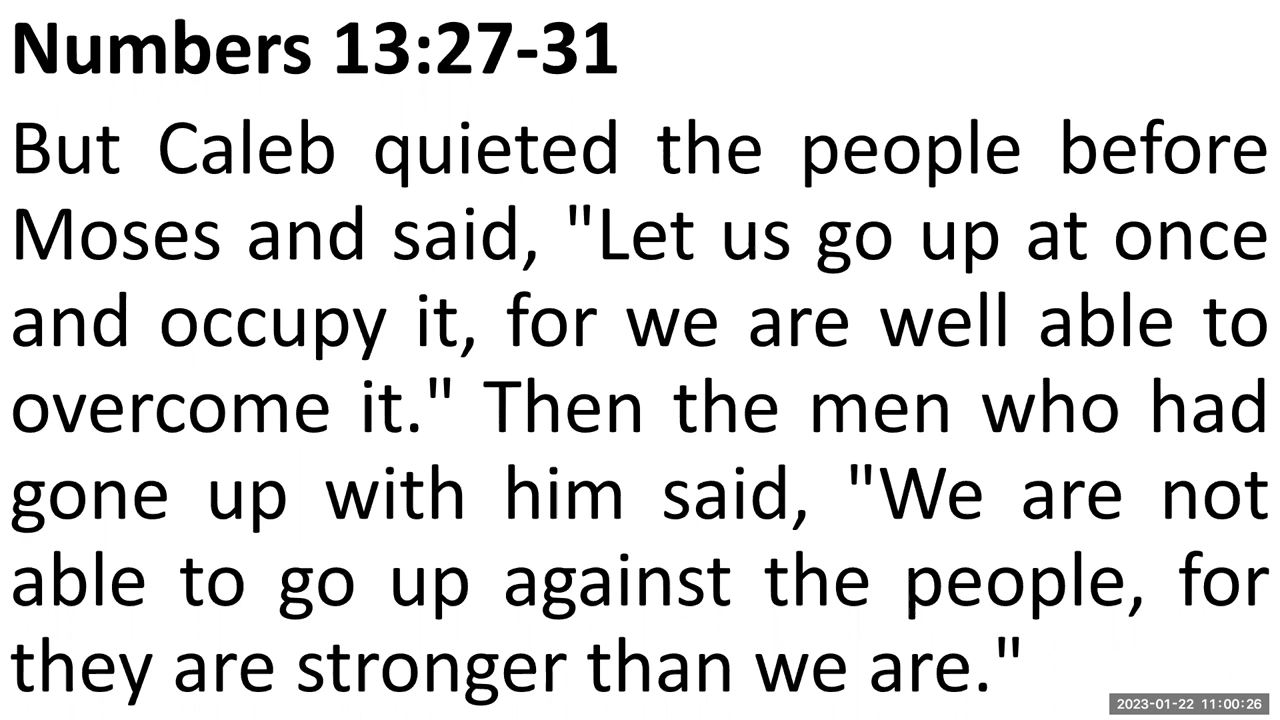 Numbers 13:27-31
But Caleb quieted the people before
Moses and said, "Let us go up at once
and occupy it, for we are well able to
overcome it." Then the men who had
gone up with him said, "We are not
able to go up against the people, for
they are stronger than we are."
2023-01-22 11:00:26